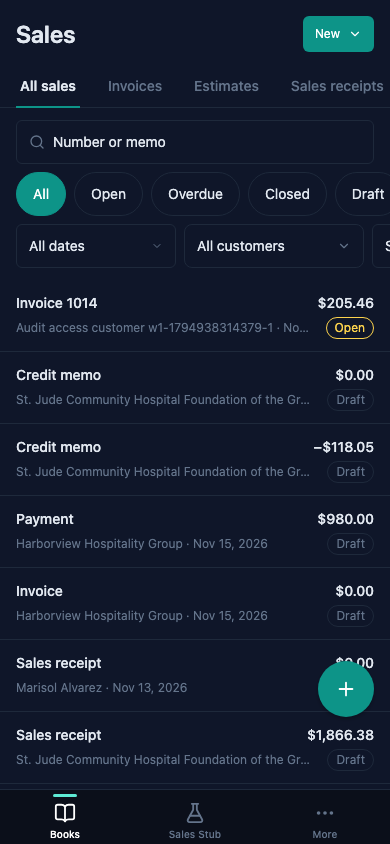 Sales
New
All sales Invoices Estimates Sales receipts
Number or memo
All Open Overdue Closed Draft
All dates All customers
Invoice 1014 $205.46
Audit access customer w1-1794938314379-1 · No... Open
Credit memo $0.00
St. Jude Community Hospital Foundation of the Gr... Draft
Credit memo −$118.05
St. Jude Community Hospital Foundation of the Gr... Draft
Payment $980.00
Harborview Hospitality Group · Nov 15, 2026 Draft
Invoice $0.00
Harborview Hospitality Group · Nov 15, 2026 Draft
Sales receipt
Marisol Alvarez · Nov 13, 2026
Sales receipt $1,866.38
St. Jude Community Hospital Foundation of the Gr... Draft
Books Sales Stub More